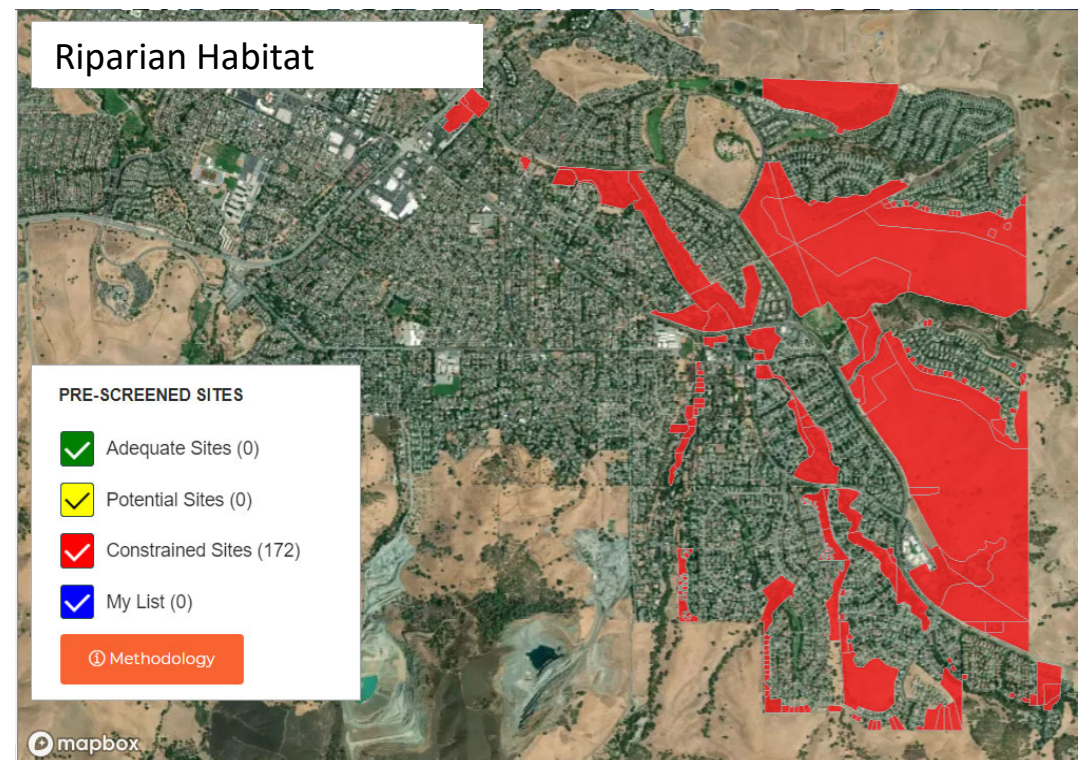 Riparian Habitat
PRE-SCREENED SITES
Adequate Sites (0)
Potential Sites (0)
Constrained Sites (172)
My List (0)
Methodology
mapbox